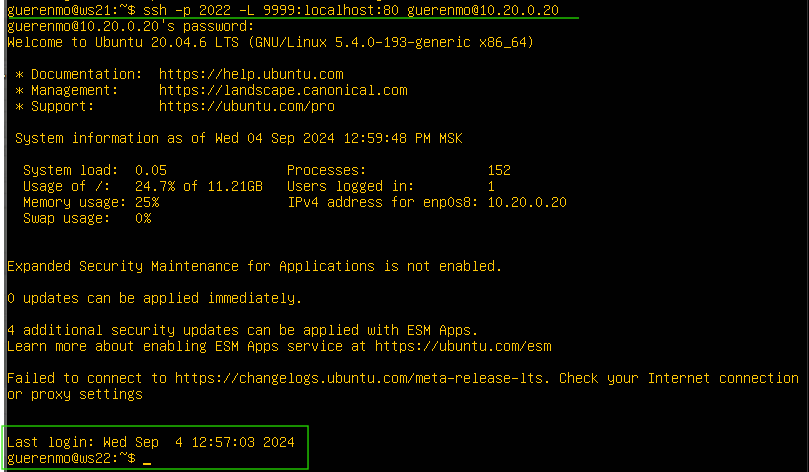 guerenmo@ws21:~$ ssh -p 2022 -L 9999:localhost:80 guerenmo@10.20.0.20
guerenmo@10.20.0.20's password:
Welcome to Ubuntu 20.04.6 LTS (GNU/Linux 5.4.0-193-generic x86_64)
* Documentation:  https://help.ubuntu.com
* Management:     https://landscape.canonical.com
* Support:        https://ubuntu.com/pro
System information as of Wed 04 Sep 2024 12:59:48 PM MSK
System load:  0.05               Processes:               152
Usage of /:   24.7% of 11.21GB   Users logged in:         1
Memory usage: 25%                IPv4 address for enp0s8: 10.20.0.20
Swap usage:   0%
Expanded Security Maintenance for Applications is not enabled.
0 updates can be applied immediately.
4 additional security updates can be applied with ESM Apps.
Learn more about enabling ESM Apps service at https://ubuntu.com/esm
Failed to connect to https://changelogs.ubuntu.com/meta-release-lts. Check your Internet connection
or proxy settings
Last login: Wed Sep  4 12:57:03 2024
guerenmo@ws22:~$ _